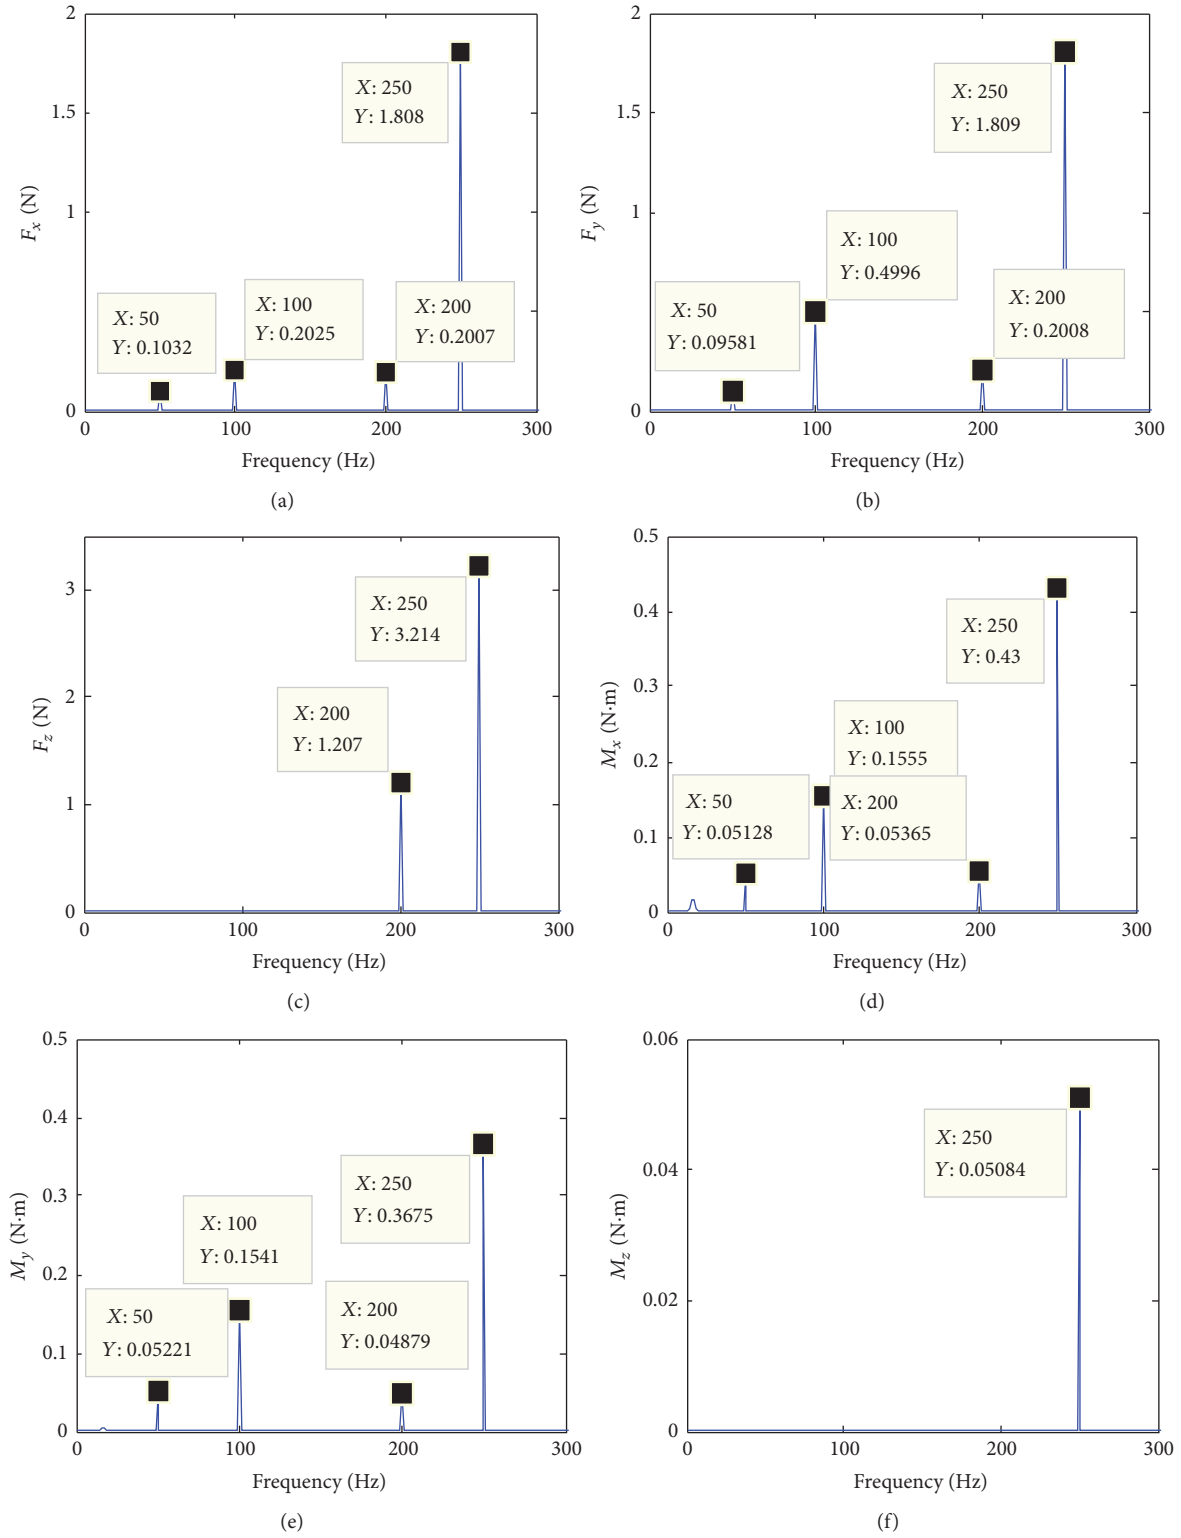 2
1.5
1
0
F_x (N)
X: 250
Y: 1.808
X: 50
Y: 0.1032
X: 100
Y: 0.2025
X: 200
Y: 0.2007
0 100 200 300
Frequency (Hz)
(a)
2
1.5
1
0
F_y (N)
X: 250
Y: 1.809
X: 100
Y: 0.4996
X: 50
Y: 0.09581
X: 200
Y: 0.2008
0 100 200 300
Frequency (Hz)
(b)
3
2
1
0
F_z (N)
X: 250
Y: 3.214
X: 200
Y: 1.207
0 100 200 300
Frequency (Hz)
(c)
0.5
0.4
0.3
0.2
0.1
0
M_x (N·m)
X: 250
Y: 0.43
X: 100
Y: 0.1555
X: 50
Y: 0.05128
X: 200
Y: 0.05365
0 100 200 300
Frequency (Hz)
(d)
0.5
0.4
0.3
0.2
0.1
0
M_y (N·m)
X: 250
Y: 0.3675
X: 100
Y: 0.1541
X: 50
Y: 0.05221
X: 200
Y: 0.04879
0 100 200 300
Frequency (Hz)
(e)
0.06
0.04
0.02
0
M_z (N·m)
X: 250
Y: 0.05084
0 100 200 300
Frequency (Hz)
(f)